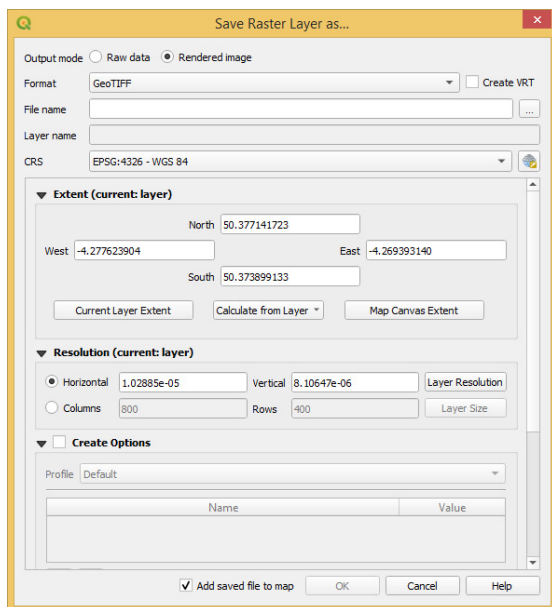 Save Raster Layer as...
Output mode Raw data Rendered image
Format GeoTIFF Create VRT
File name ...
Layer name
CRS EPSG:4326 - WGS 84
Extent (current: layer)
North 50.377141723
West -4.277623904 East -4.269393140
South 50.373899133
Current Layer Extent Calculate from Layer Map Canvas Extent
Resolution (current: layer)
Horizontal 1.02885e-05 Vertical 8.10647e-06 Layer Resolution
Columns 800 Rows 400 Layer Size
Create Options
Profile Default
Name Value
Add saved file to map OK Cancel Help